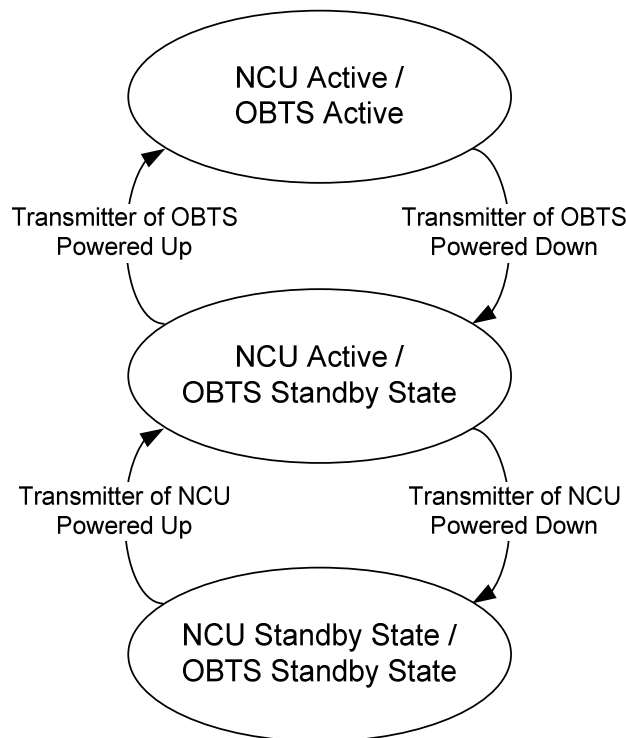 NCU Active /
OBTS Active
Transmitter of OBTS
Powered Up
Transmitter of OBTS
Powered Down
NCU Active /
OBTS Standby State
Transmitter of NCU
Powered Up
Transmitter of NCU
Powered Down
NCU Standby State /
OBTS Standby State